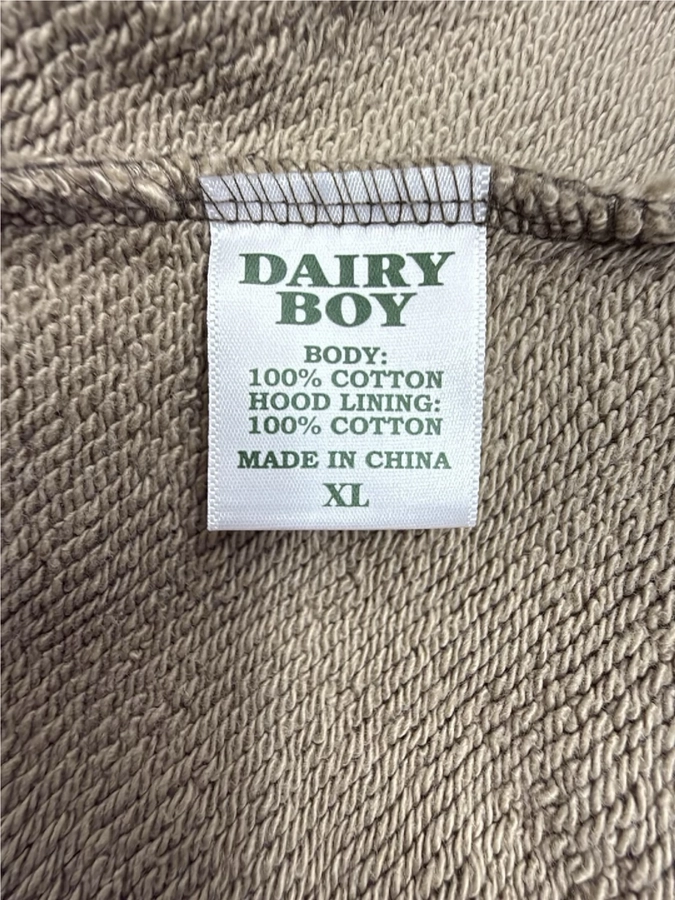 DAIRY
BOY
BODY:
100% COTTON
HOOD LINING:
100% COTTON
MADE IN CHINA
XL